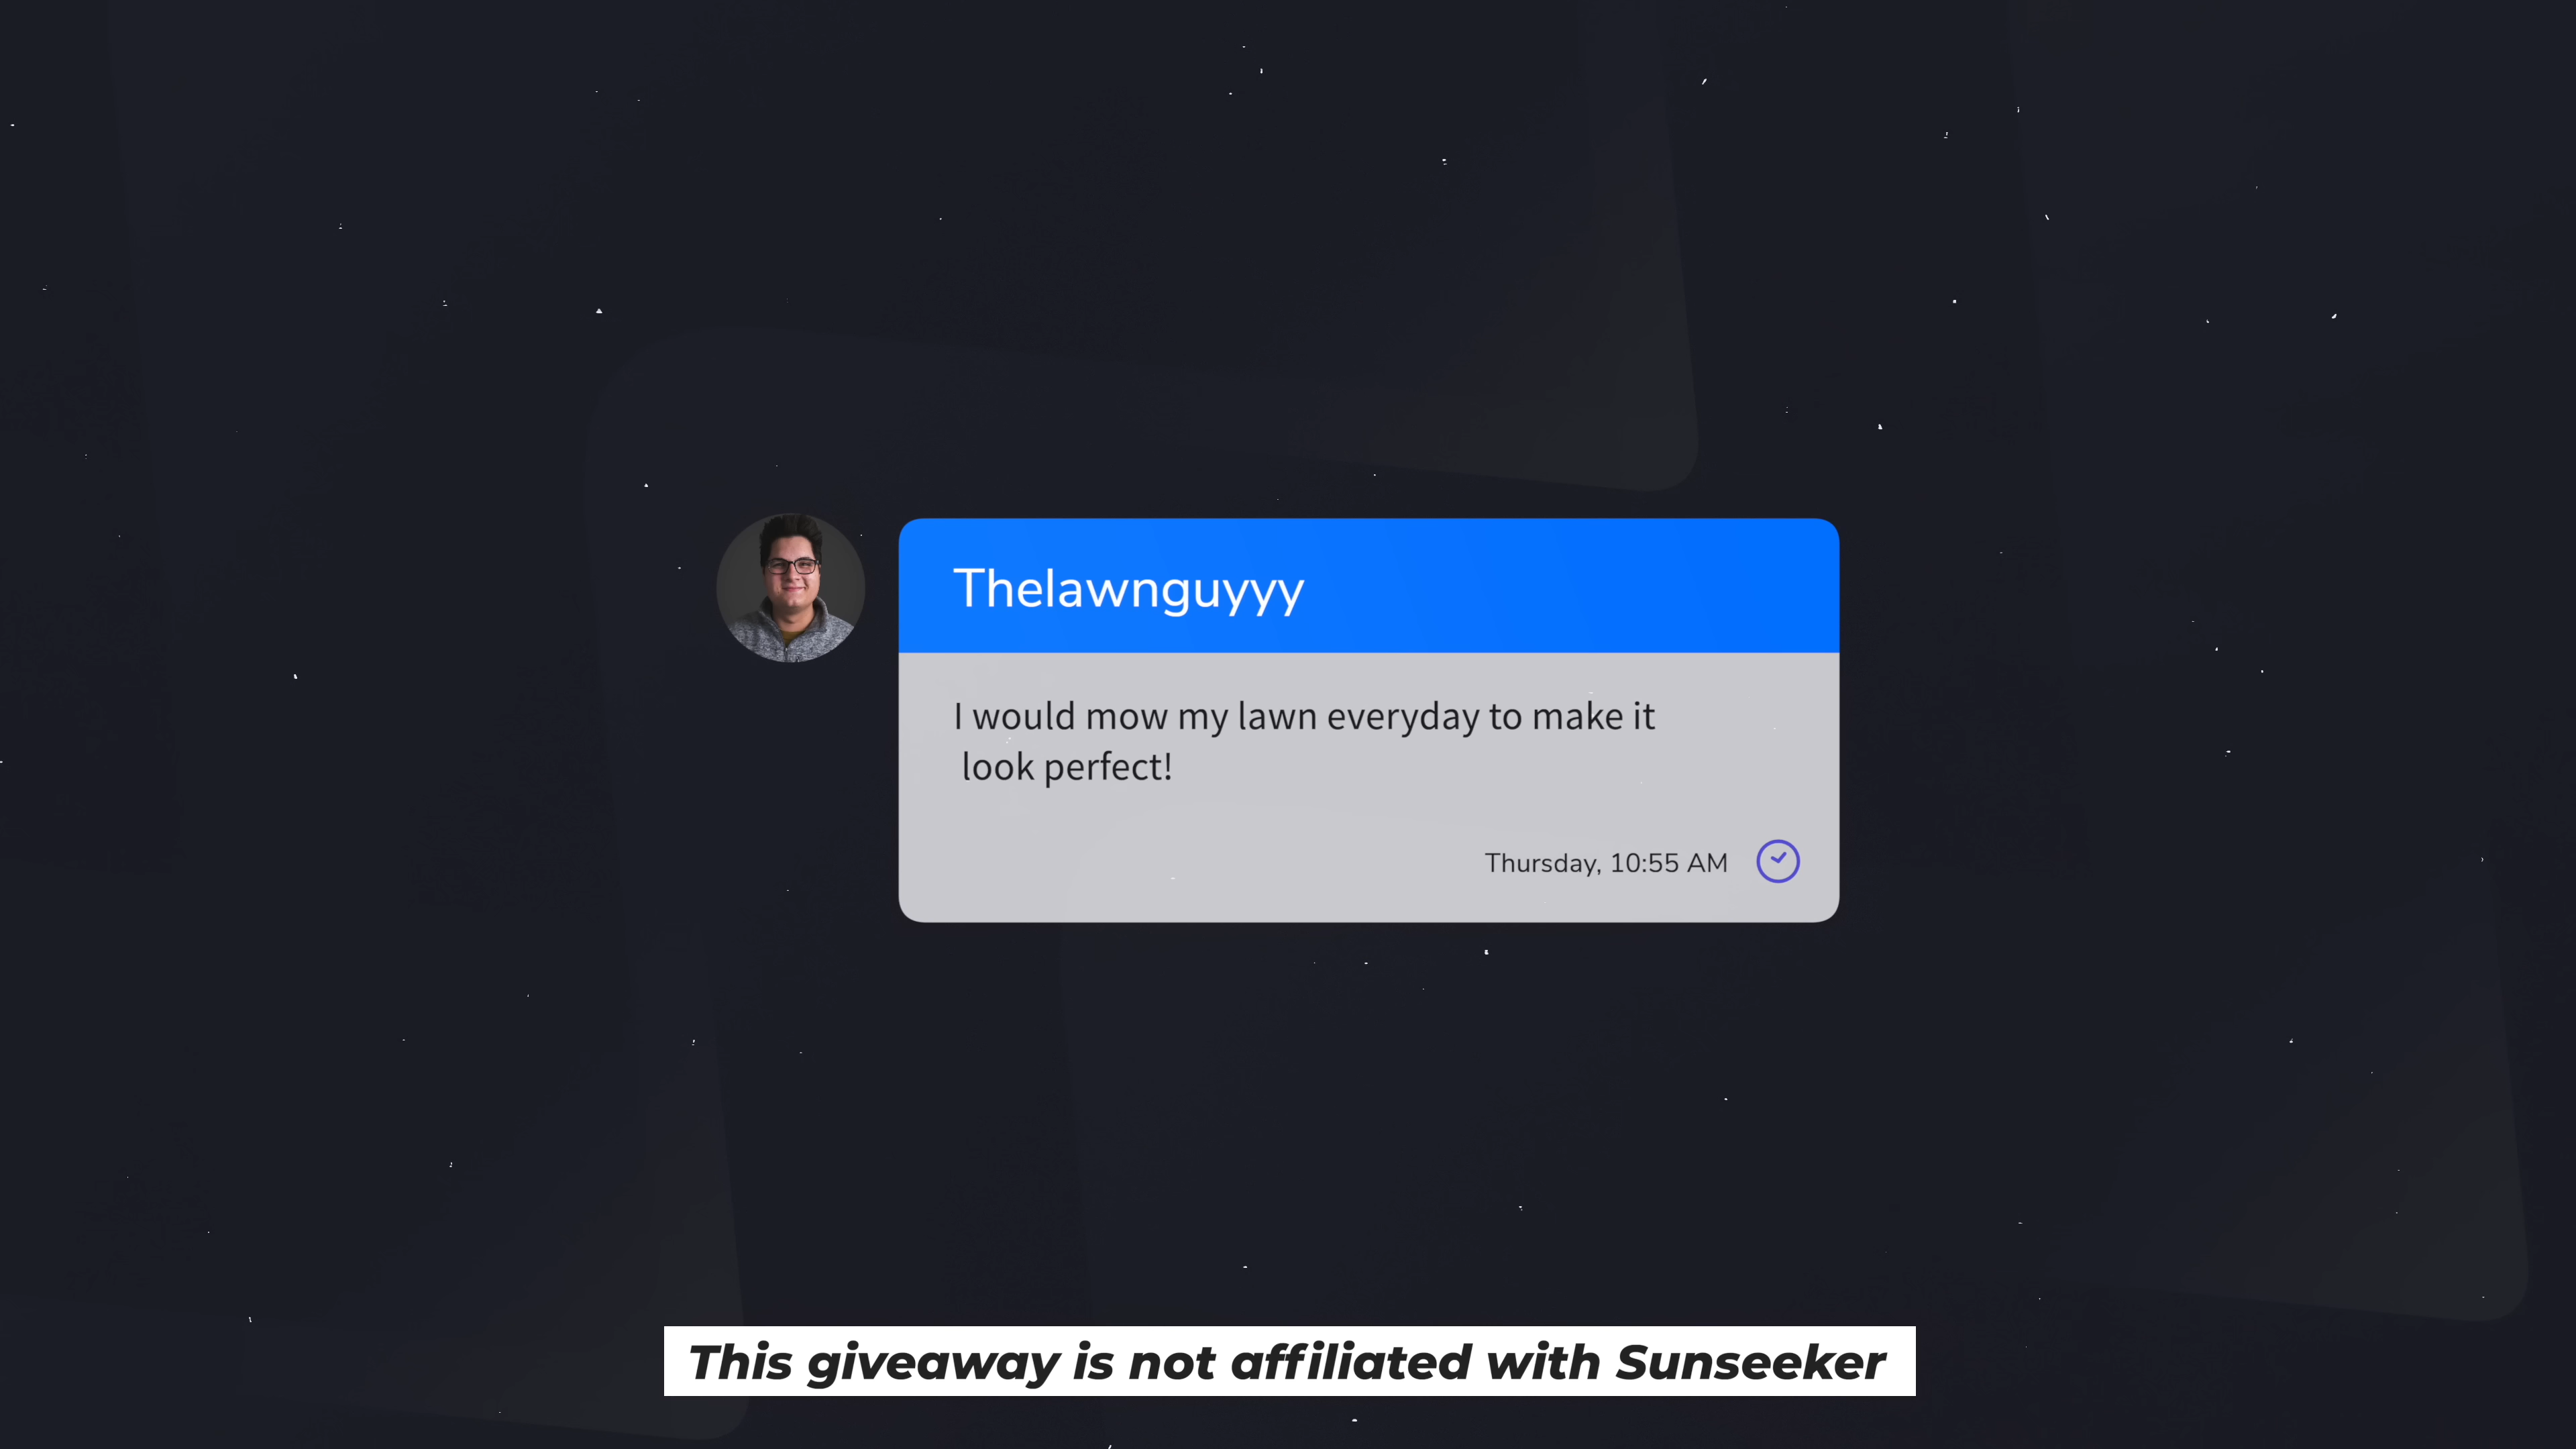 Thelawnguyyy
I would mow my lawn everyday to make it
look perfect!
Thursday, 10:55 AM
This giveaway is not affiliated with Sunseeker